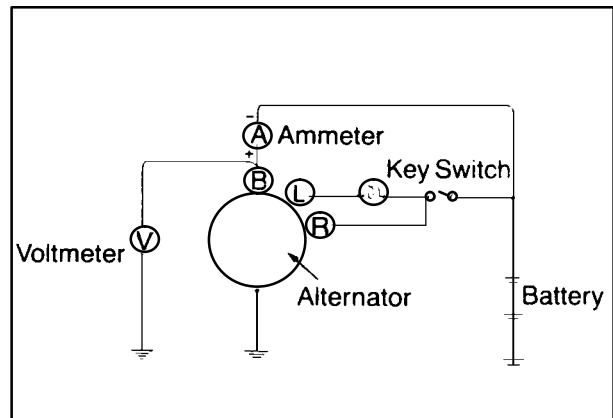 -
A Ammeter
+
B
L
Key Switch
R
V
Voltmeter
Alternator
Battery